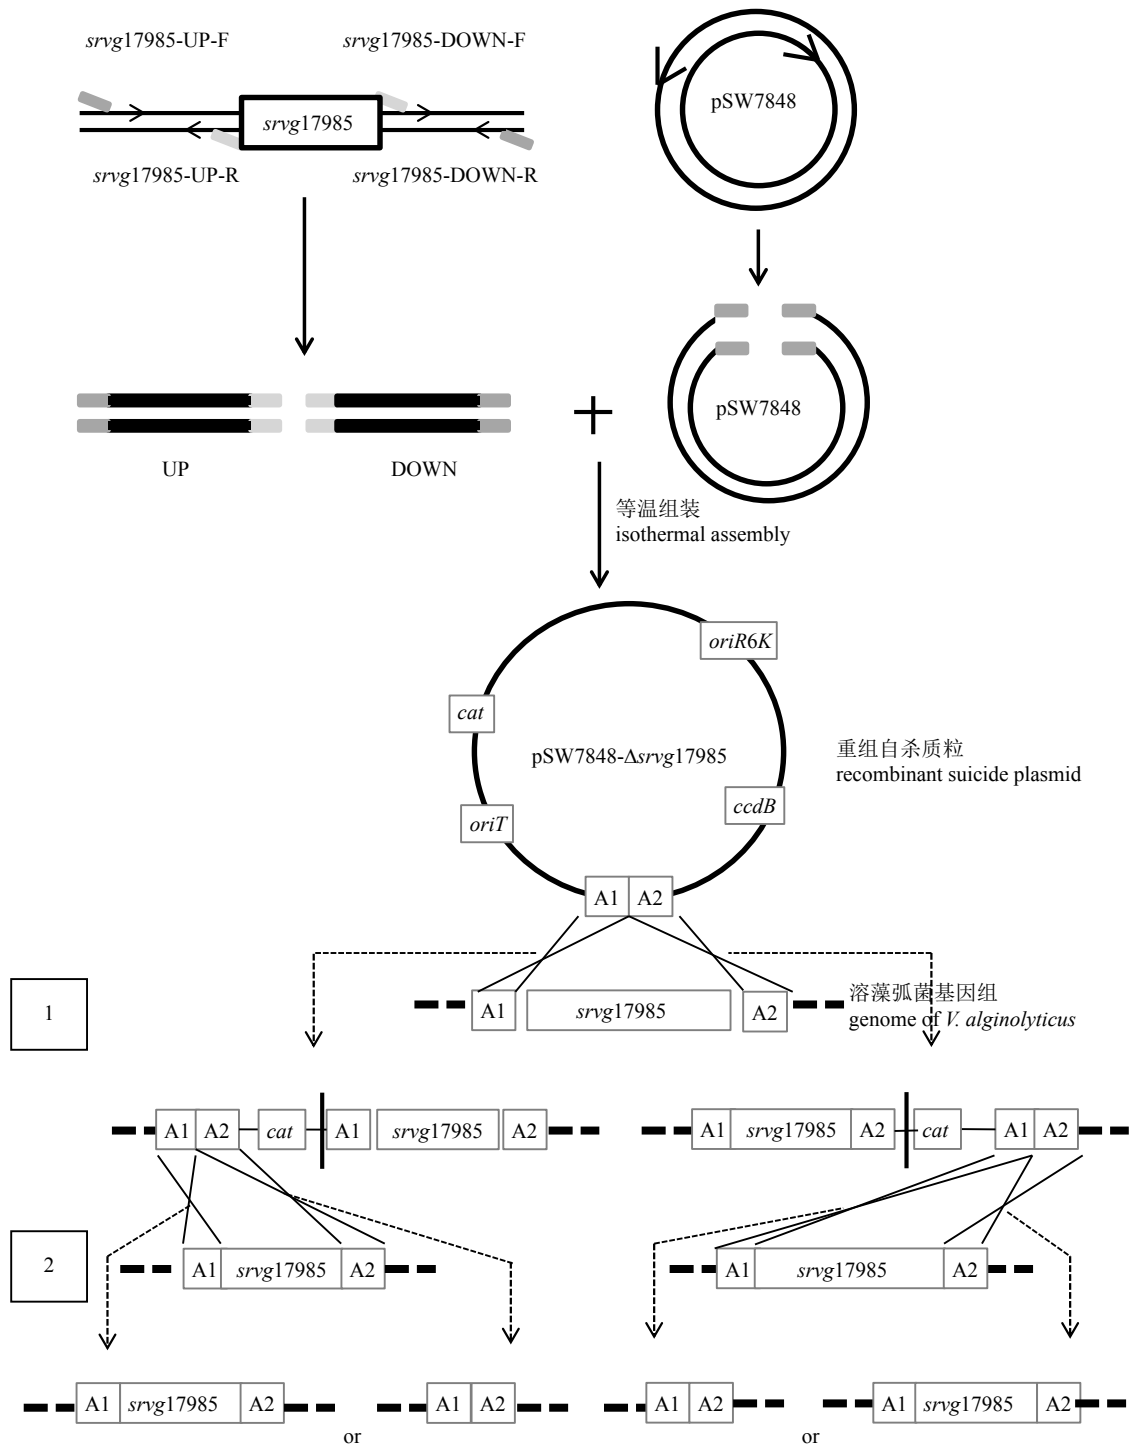 srvg17985-UP-F
srvg17985-DOWN-F
pSW7848
srvg17985
srvg17985-UP-R
srvg17985-DOWN-R
pSW7848
UP
DOWN
等温组装
isothermal assembly
oriR6K
cat
pSW7848-Δsrvg17985
重组自杀质粒
recombinant suicide plasmid
ccdB
oriT
A1 A2
1
A1 srvg17985 A2
溶藻弧菌基因组
genome of V. alginolyticus
A1 A2 cat A1 srvg17985 A2
A1 srvg17985 A2 cat A1 A2
2
A1 srvg17985 A2
A1 srvg17985 A2
A1 srvg17985 A2
A1 A2
A1 A2
A1 srvg17985 A2
or
or